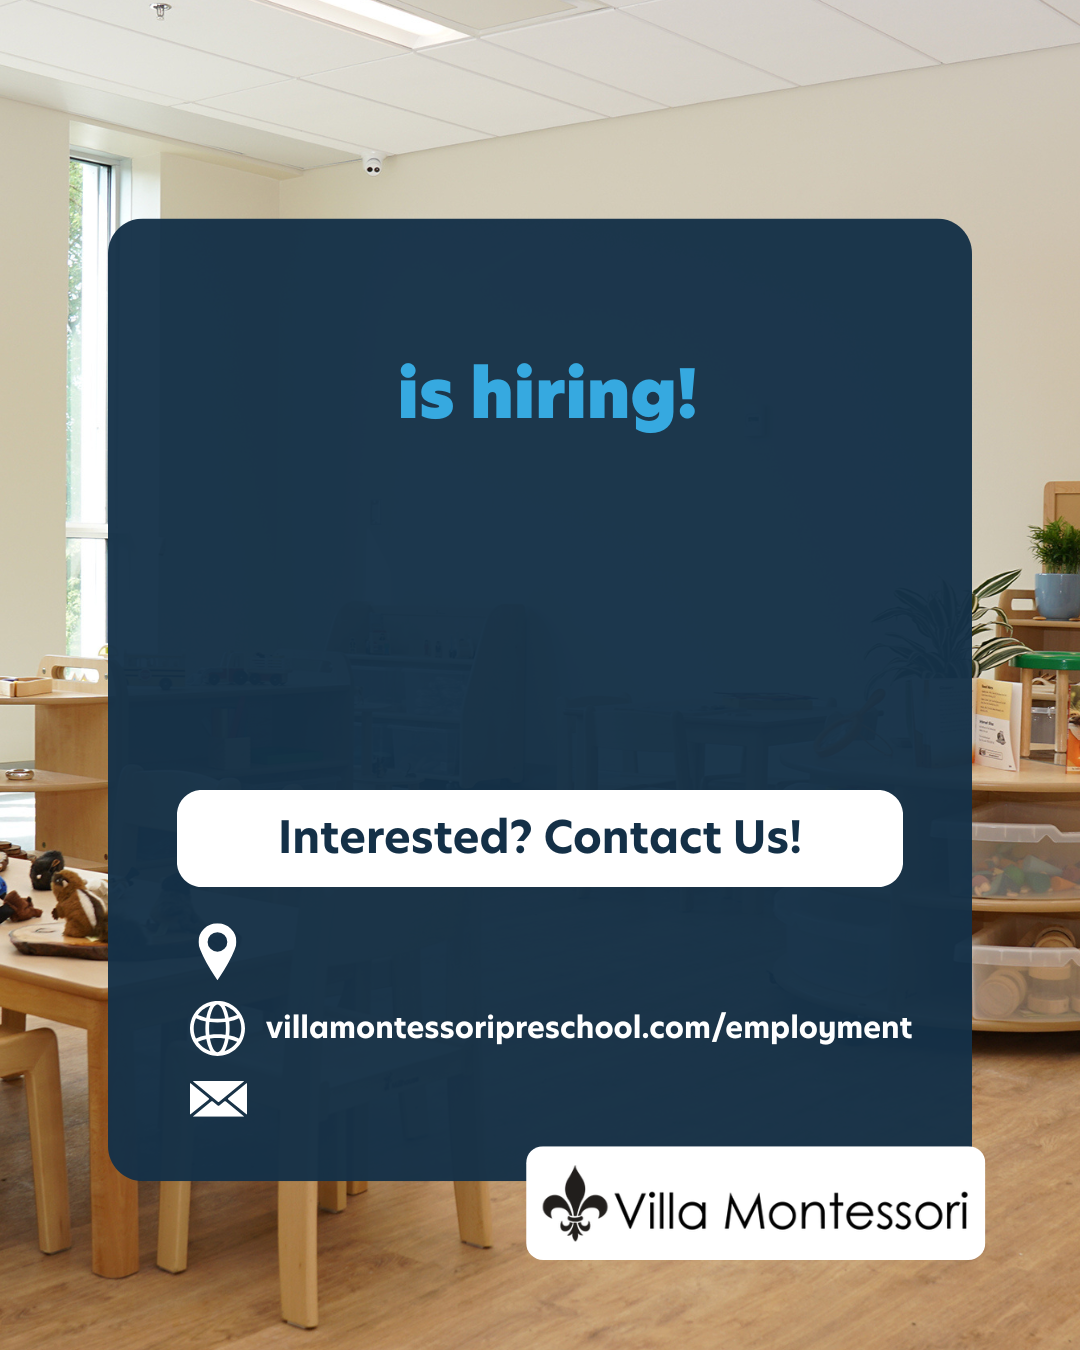 is hiring!
Interested? Contact Us!
villamontessoripreschool.com/employment
Villa Montessori